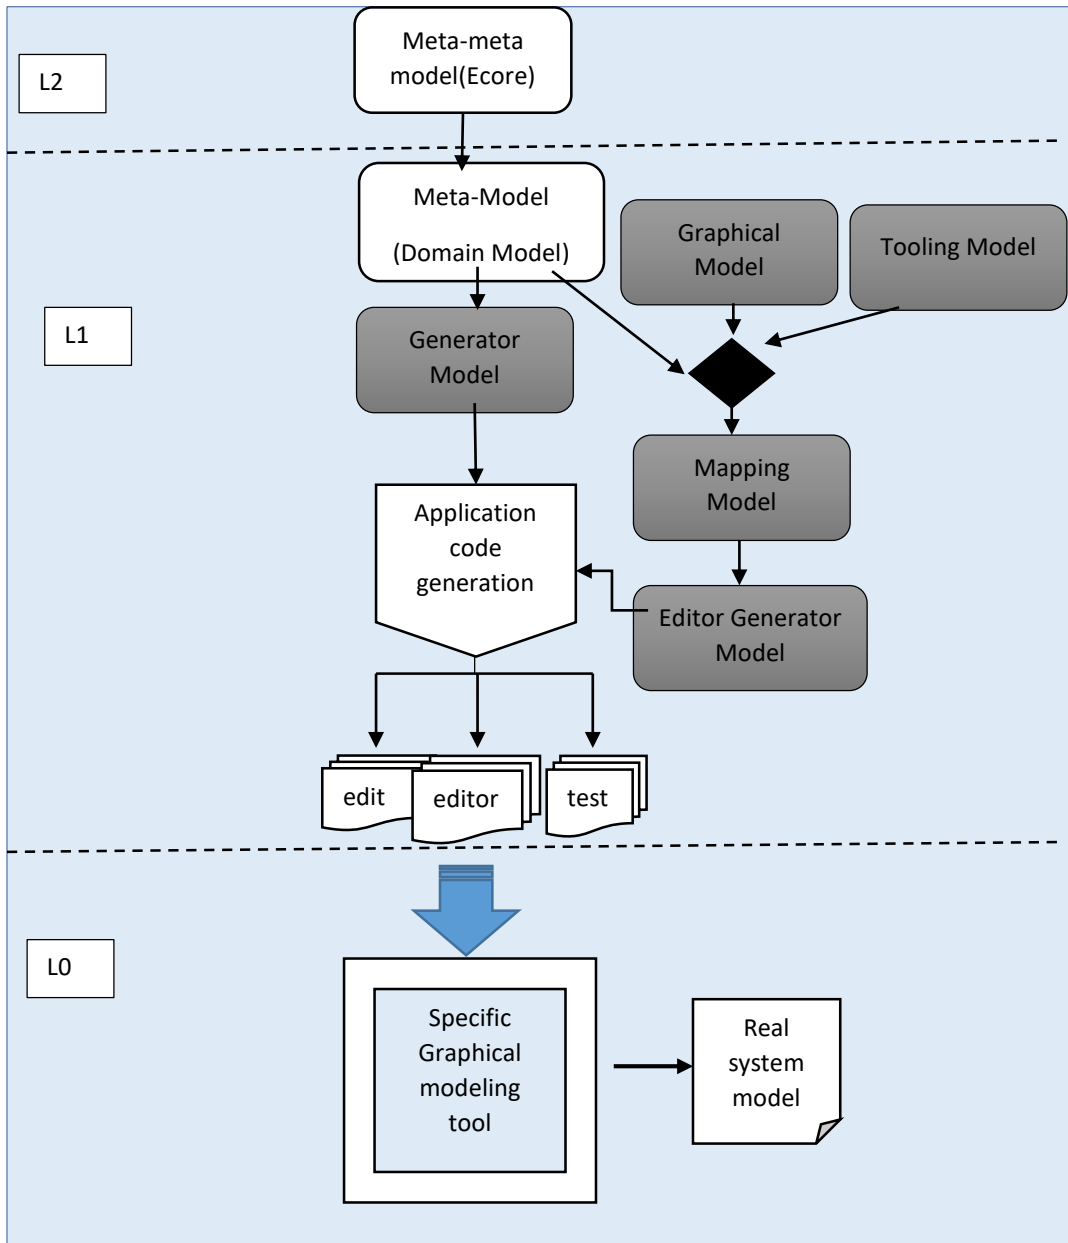 L2
Meta-meta
model(Ecore)
L1
Meta-Model
(Domain Model)
Graphical
Model
Tooling Model
Generator
Model
Mapping
Model
Application
code
generation
Editor Generator
Model
edit
editor
test
L0
Specific
Graphical
modeling
tool
Real
system
model